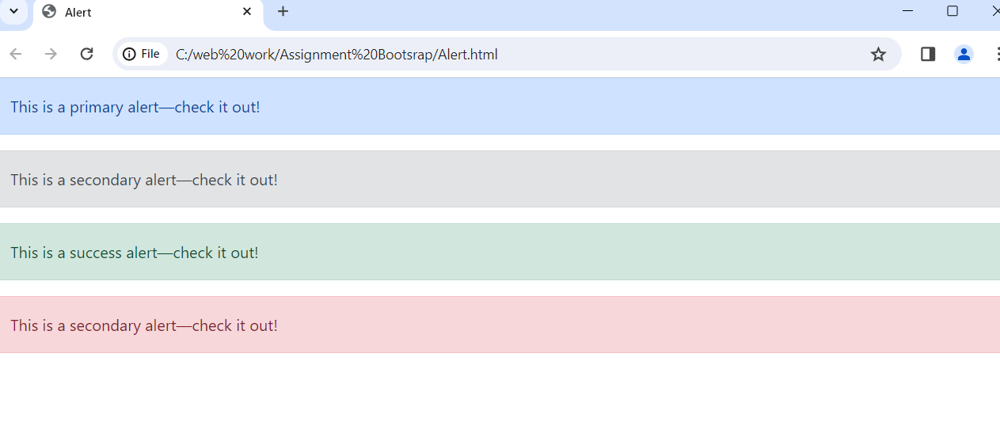 Alert
File C:/web%20work/Assignment%20Bootsrap/Alert.html
This is a primary alert—check it out!
This is a secondary alert—check it out!
This is a success alert—check it out!
This is a secondary alert—check it out!